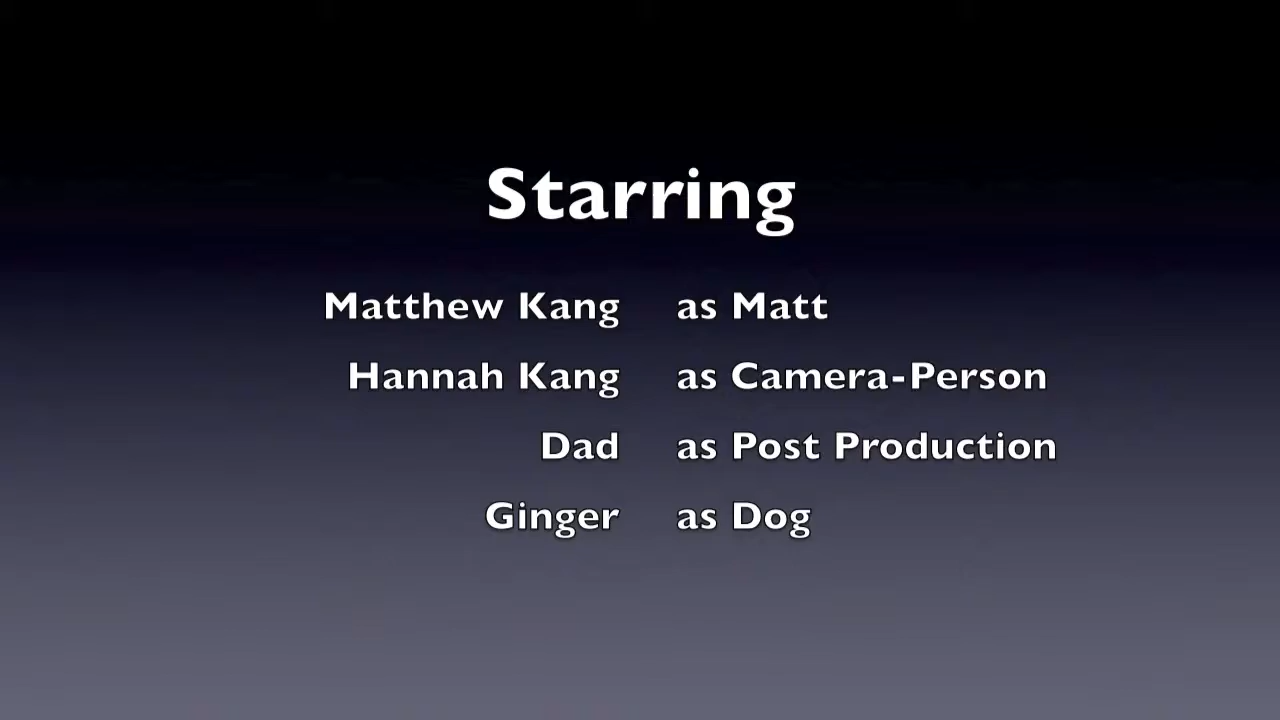 Starring
Matthew Kang as Matt
Hannah Kang as Camera-Person
Dad as Post Production
Ginger as Dog